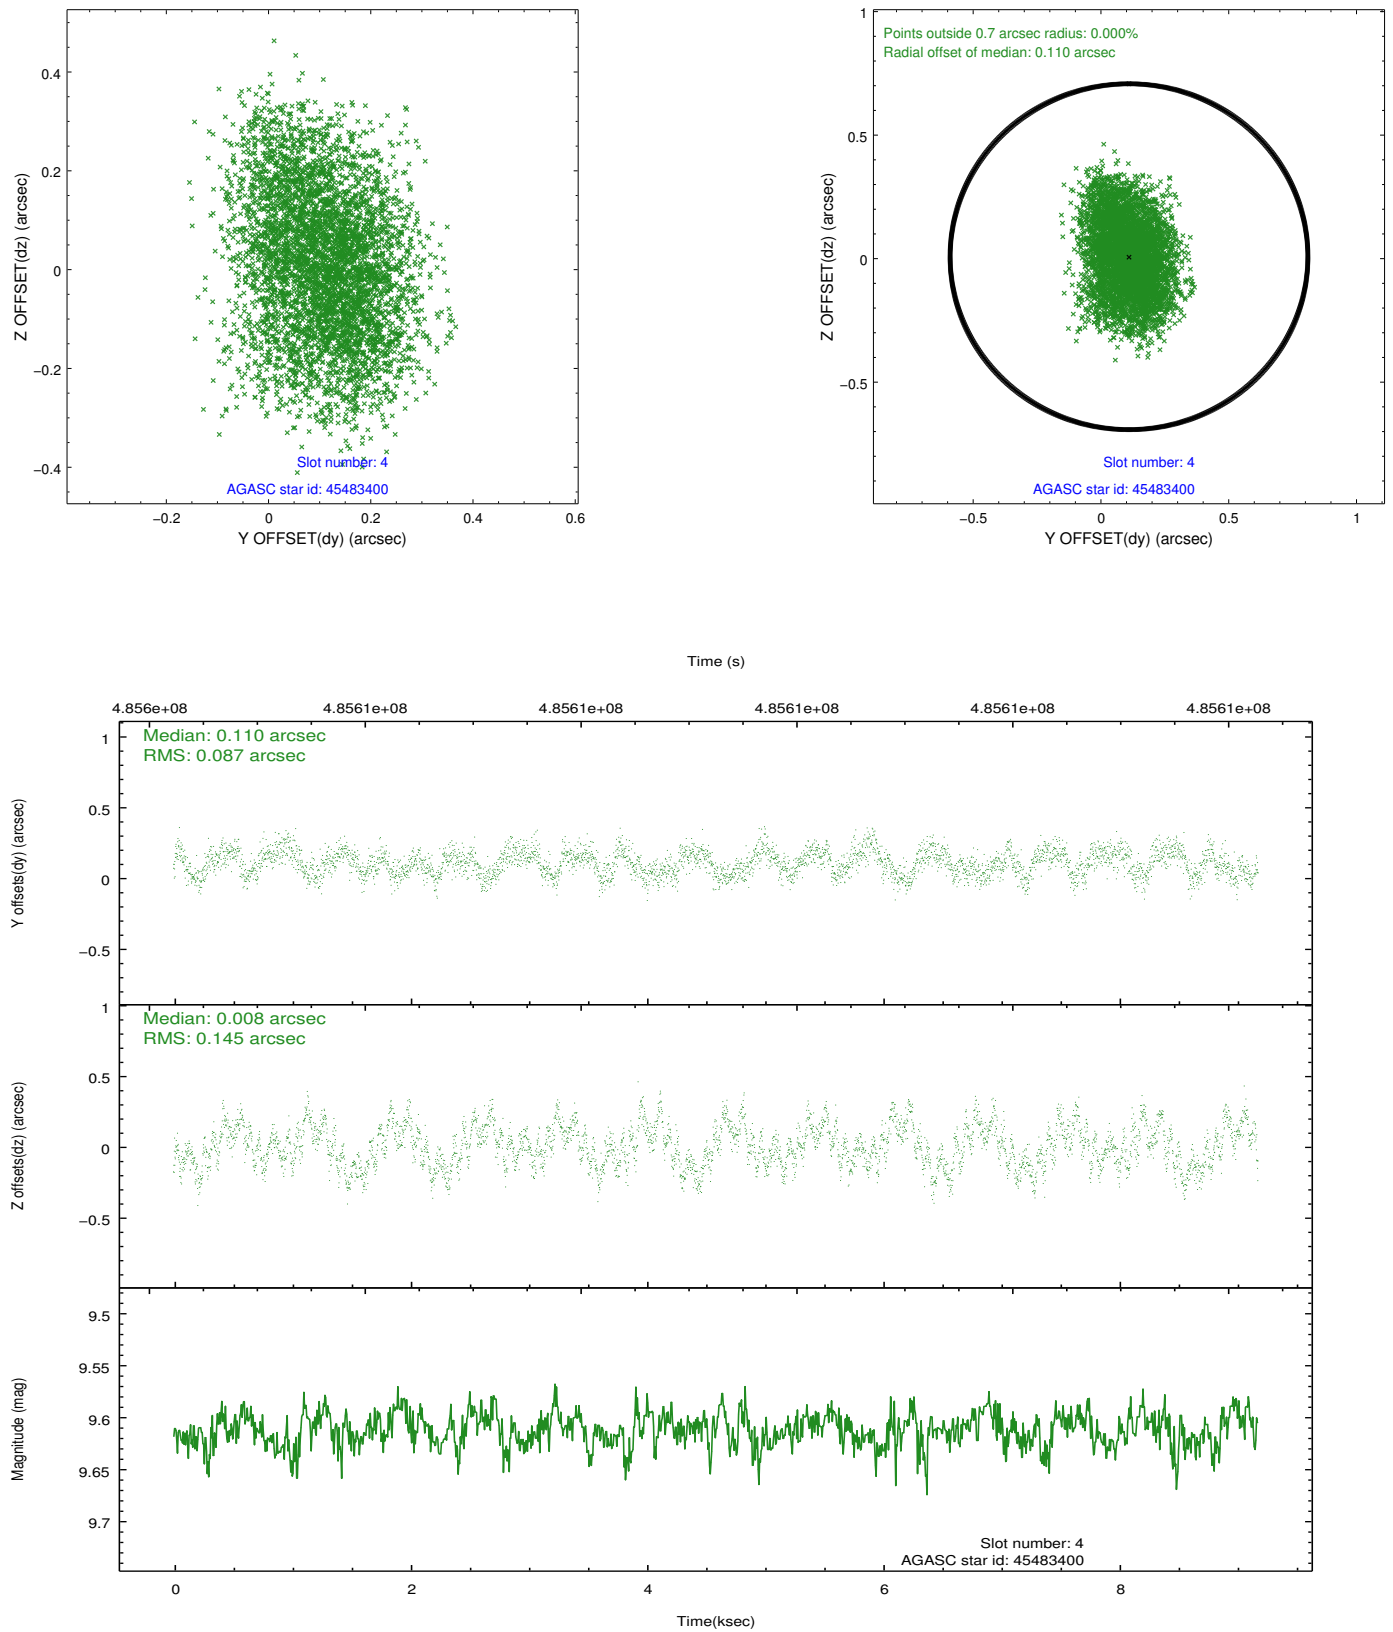 0.4
0.2
0
−0.2
−0.4
Z OFFSET(dz) (arcsec)
Slot number: 4
AGASC star id: 45483400
−0.2 0 0.2 0.4 0.6
Y OFFSET(dy) (arcsec)
Points outside 0.7 arcsec radius: 0.000%
Radial offset of median: 0.110 arcsec
1
0.5
0
−0.5
Z OFFSET(dz) (arcsec)
Slot number: 4
AGASC star id: 45483400
−0.5 0 0.5 1
Y OFFSET(dy) (arcsec)
Time (s)
4.856e+08 4.8561e+08 4.8561e+08 4.8561e+08 4.8561e+08 4.8561e+08
Median: 0.110 arcsec
RMS: 0.087 arcsec
1
0.5
0
−0.5
Y offsets(dy) (arcsec)
Median: 0.008 arcsec
RMS: 0.145 arcsec
1
0.5
0
−0.5
Z offsets(dz) (arcsec)
9.5
9.55
9.6
9.65
9.7
Magnitude (mag)
Slot number: 4
AGASC star id: 45483400
0 2 4 6 8
Time(ksec)